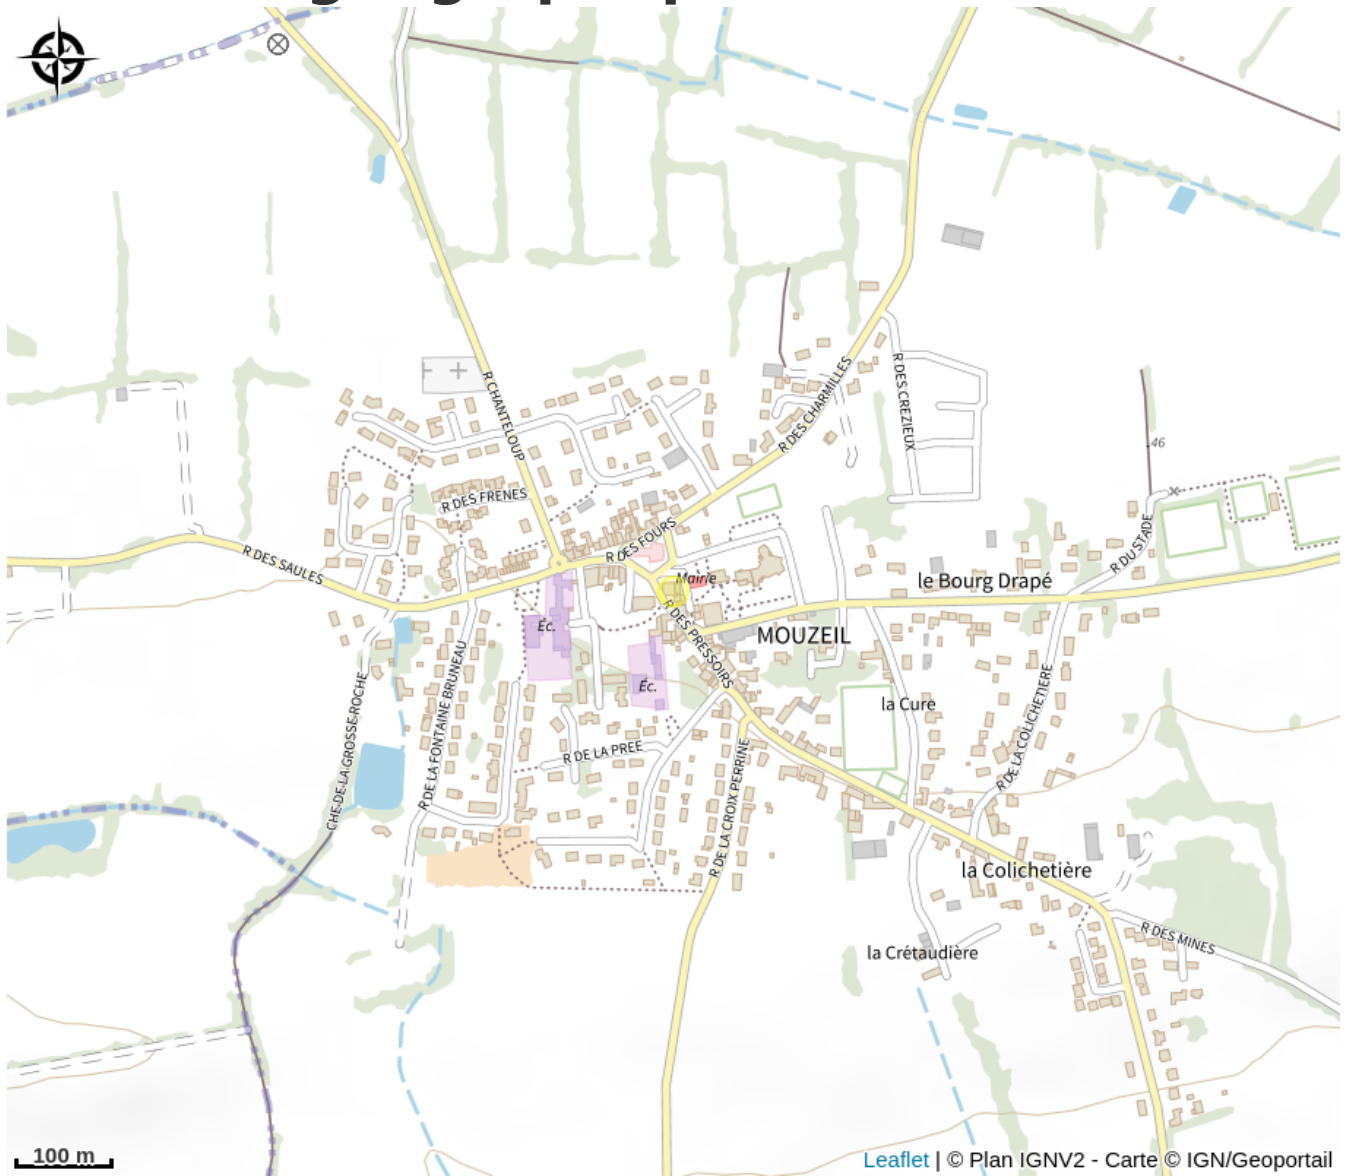 R CHANTELOUP
R DES CHARMILLES
R DES CREZIEUX
46
R DES FRENES
R DES FOURS
R DU STADE
R DES SAULES
Mairie
le Bourg Drapé
R DES PRESSOIRS
Éc.
MOUZEIL
Éc.
la Cure
CHE DE LA GROSSE ROCHE
R DE LA FONTAINE BRUNEAU
R DE LA PREE
R DE LA CROIX PERRINE
R DE LA COLICHETIERE
la Colichetière
R DES MINES
la Crétaudière
100 m
Leaflet | © Plan IGNV2 - Carte © IGN/Geoportail